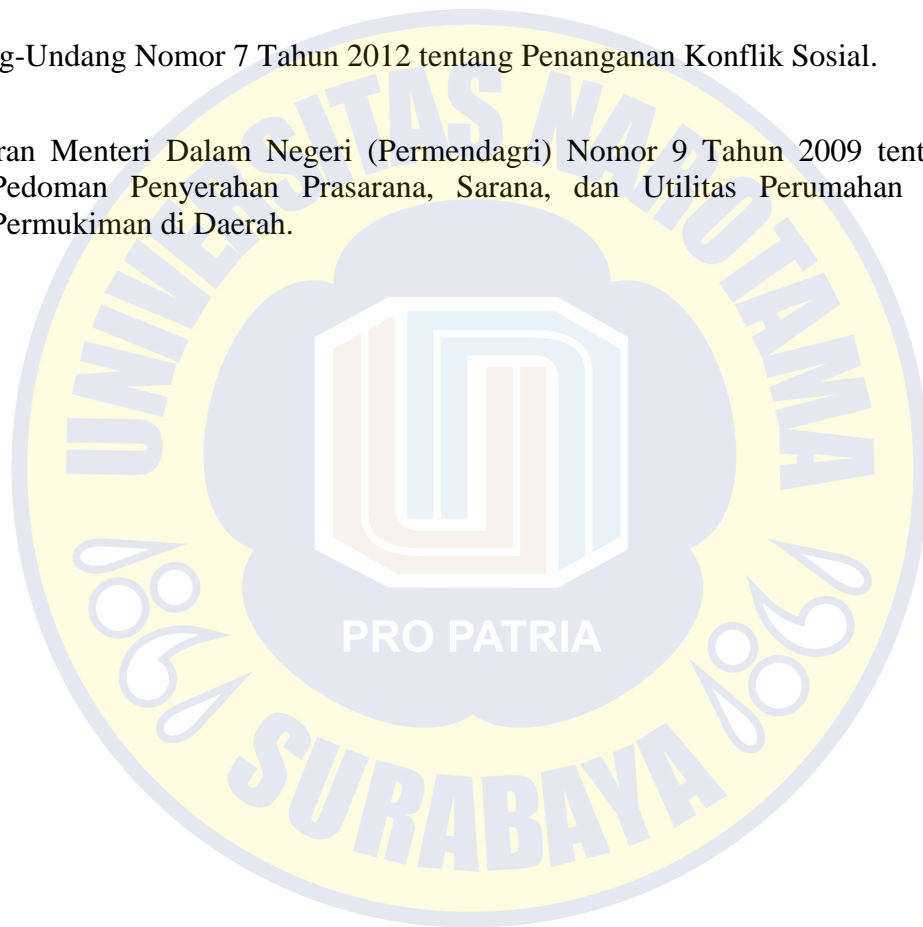 g-Undang Nomor 7 Tahun 2012 tentang Penanganan Konflik Sosial.
ran Menteri Dalam Negeri (Permendagri) Nomor 9 Tahun 2009 tent
Pedoman Penyerahan Prasarana, Sarana, dan Utilitas Perumahan
Permukiman di Daerah.
UNIVERSITAS NAROTAMA
PRO PATRIA
SURABAYA